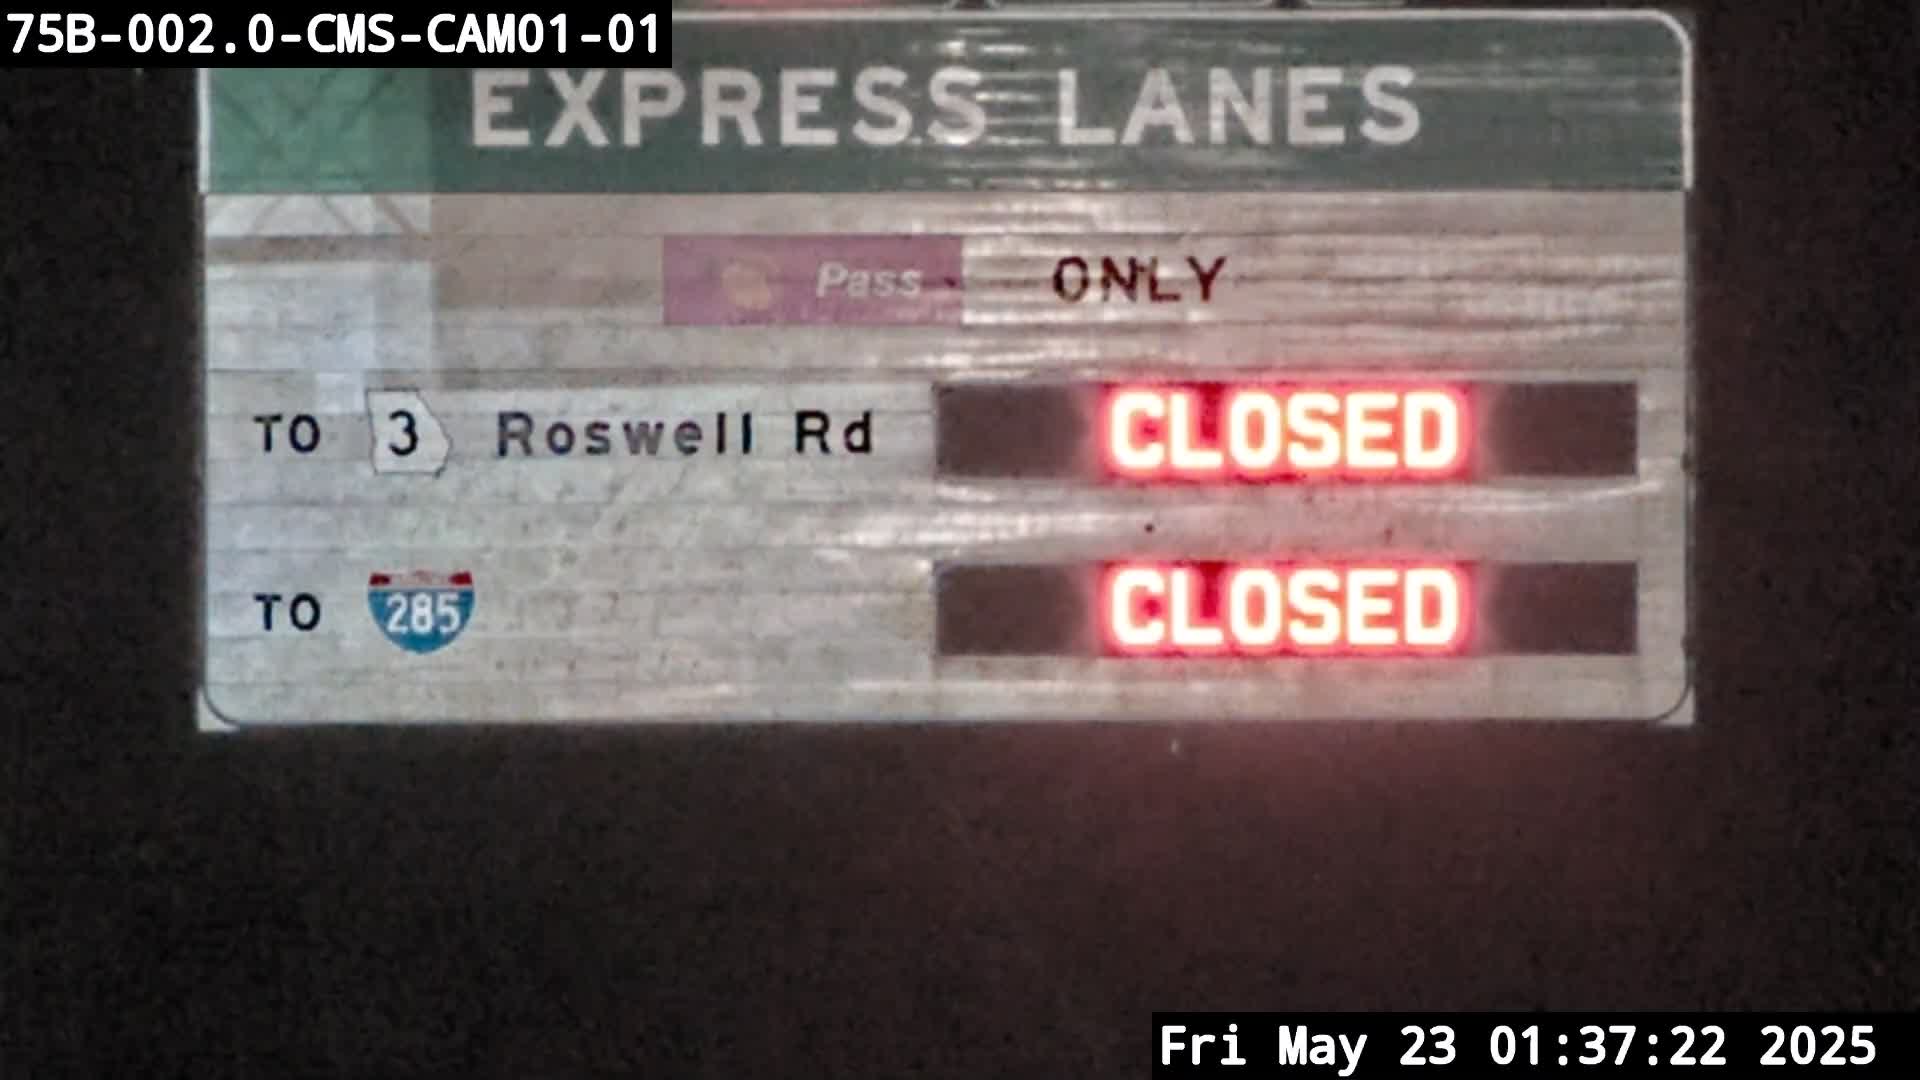 75B-002.0-CMS-CAM01-01
EXPRESS LANES
Pass ONLY
TO 3 Roswell Rd CLOSED
TO 285 CLOSED
Fri May 23 01:37:22 2025